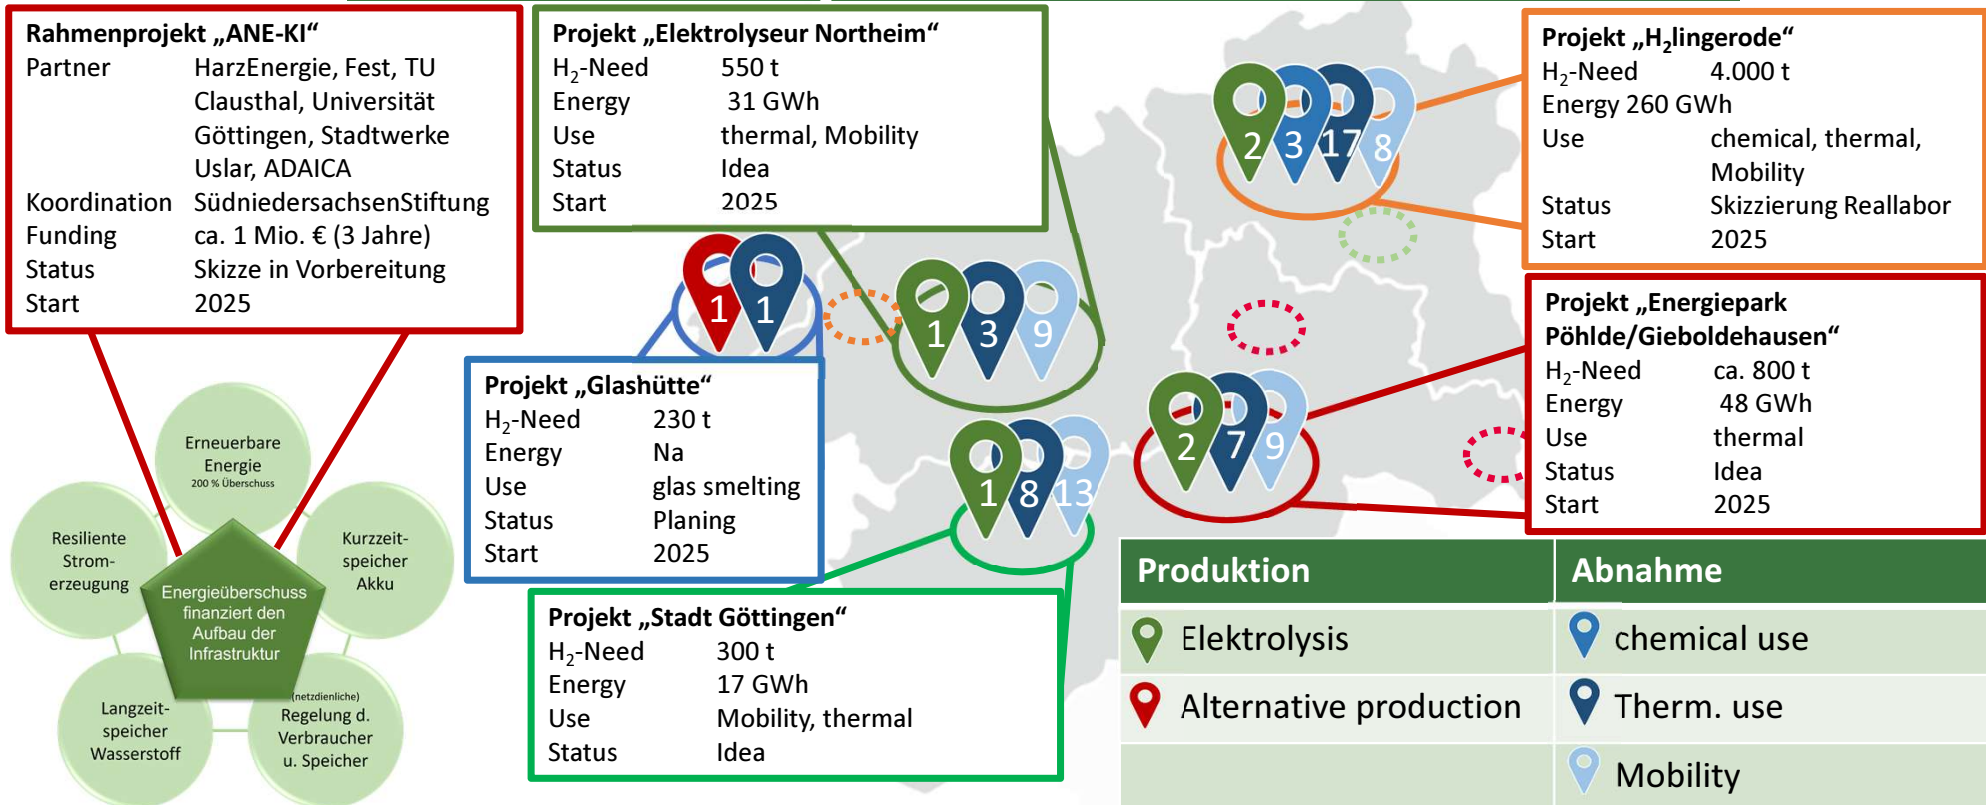 Rahmenprojekt „ANE-KI“
Partner HarzEnergie, Fest, TU
Clausthal, Universität
Göttingen, Stadtwerke
Uslar, ADAICA
Koordination SüdniedersachsenStiftung
Funding ca. 1 Mio. € (3 Jahre)
Status Skizze in Vorbereitung
Start 2025
Projekt „Elektrolyseur Northeim“
H₂-Need 550 t
Energy 31 GWh
Use thermal, Mobility
Status Idea
Start 2025
Projekt „H₂lingerode“
H₂-Need 4.000 t
Energy 260 GWh
Use chemical, thermal,
Mobility
Status Skizzierung Reallabor
Start 2025
2 3 17 8
1 1
1 3 9
Projekt „Glashütte“
H₂-Need 230 t
Energy Na
Use glas smelting
Status Planing
Start 2025
Projekt „Energiepark
Pöhlde/Gieboldehausen“
H₂-Need ca. 800 t
Energy 48 GWh
Use thermal
Status Idea
Start 2025
2 7 9
1 8 13
Projekt „Stadt Göttingen“
H₂-Need 300 t
Energy 17 GWh
Use Mobility, thermal
Status Idea
Erneuerbare
Energie
200 % Überschuss
Resiliente
Strom-
erzeugung
Kurzzeit-
speicher
Akku
Energieüberschuss
finanziert den
Aufbau der
Infrastruktur
Langzeit-
speicher
Wasserstoff
(netzdienliche)
Regelung d.
Verbraucher
u. Speicher
Produktion Abnahme
Elektrolysis chemical use
Alternative production Therm. use
Mobility